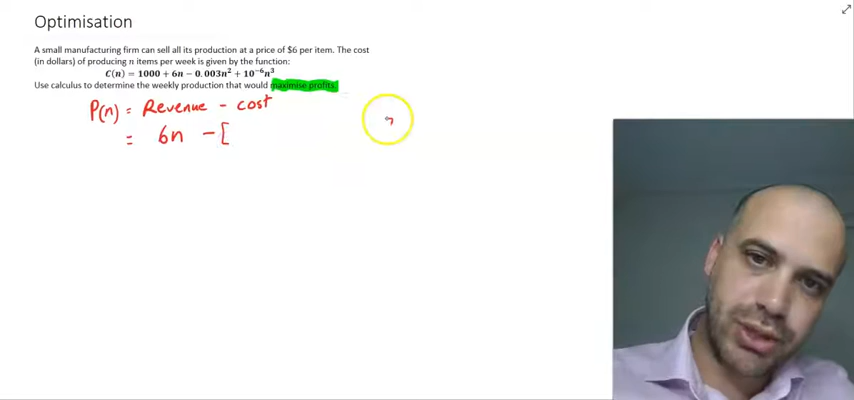 Optimisation
A small manufacturing firm can sell all its production at a price of $6 per item. The cost
(in dollars) of producing n items per week is given by the function:
C(n) = 1000 + 6n − 0.003n² + 10⁻⁶n³
Use calculus to determine the weekly production that would maximise profits.
P(n) = Revenue - cost
= 6n - [